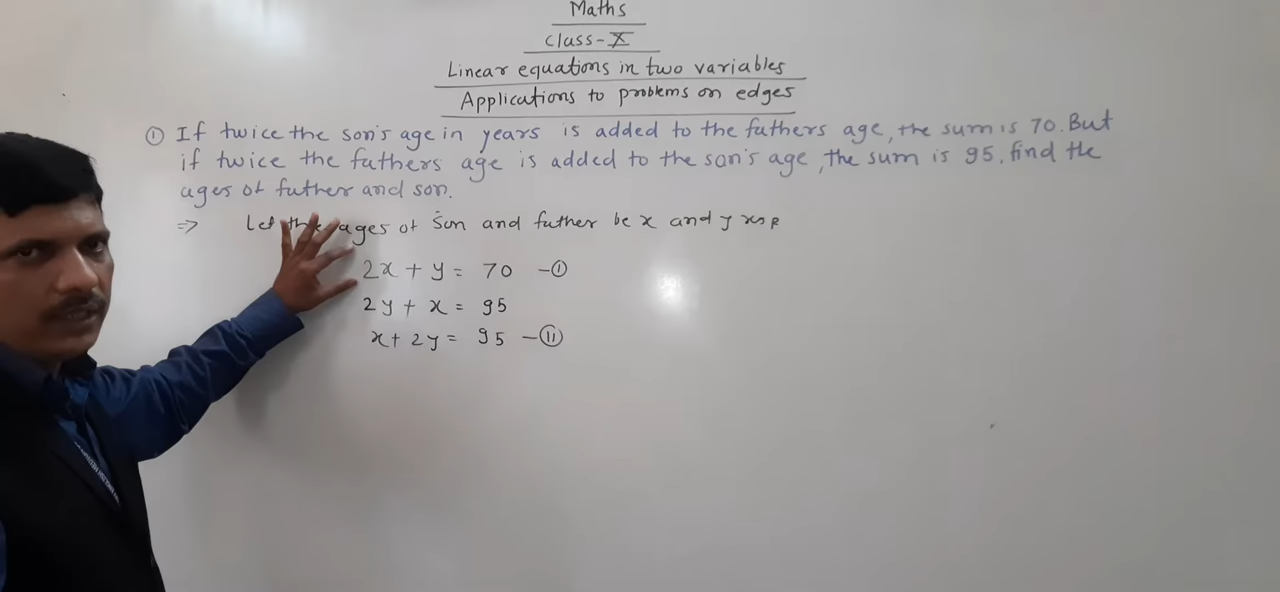 Maths
Class-X
Linear equations in two variables
Applications to problems on edges
① If twice the son's age in years is added to the fathers age, the sum is 70. But
if twice the fathers age is added to the son's age, the sum is 95. find the
ages of father and son.
⇒ Let the ages of Son and father be x and y
2x + y = 70 -①
2y + x = 95
x + 2y = 95 -⑪